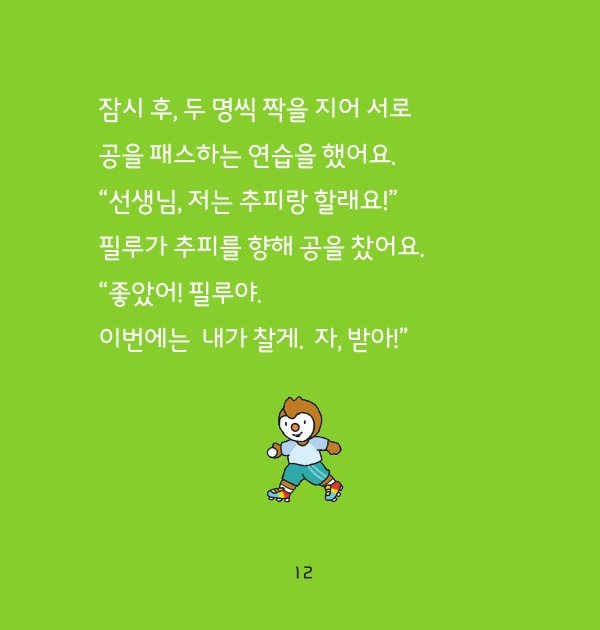 잠시 후, 두 명씩 짝을 지어 서로
공을 패스하는 연습을 했어요.
“선생님, 저는 추피랑 할래요!”
필루가 추피를 향해 공을 찼어요.
“좋았어! 필루야.
이번에는 내가 찰게. 자, 받아!”
12